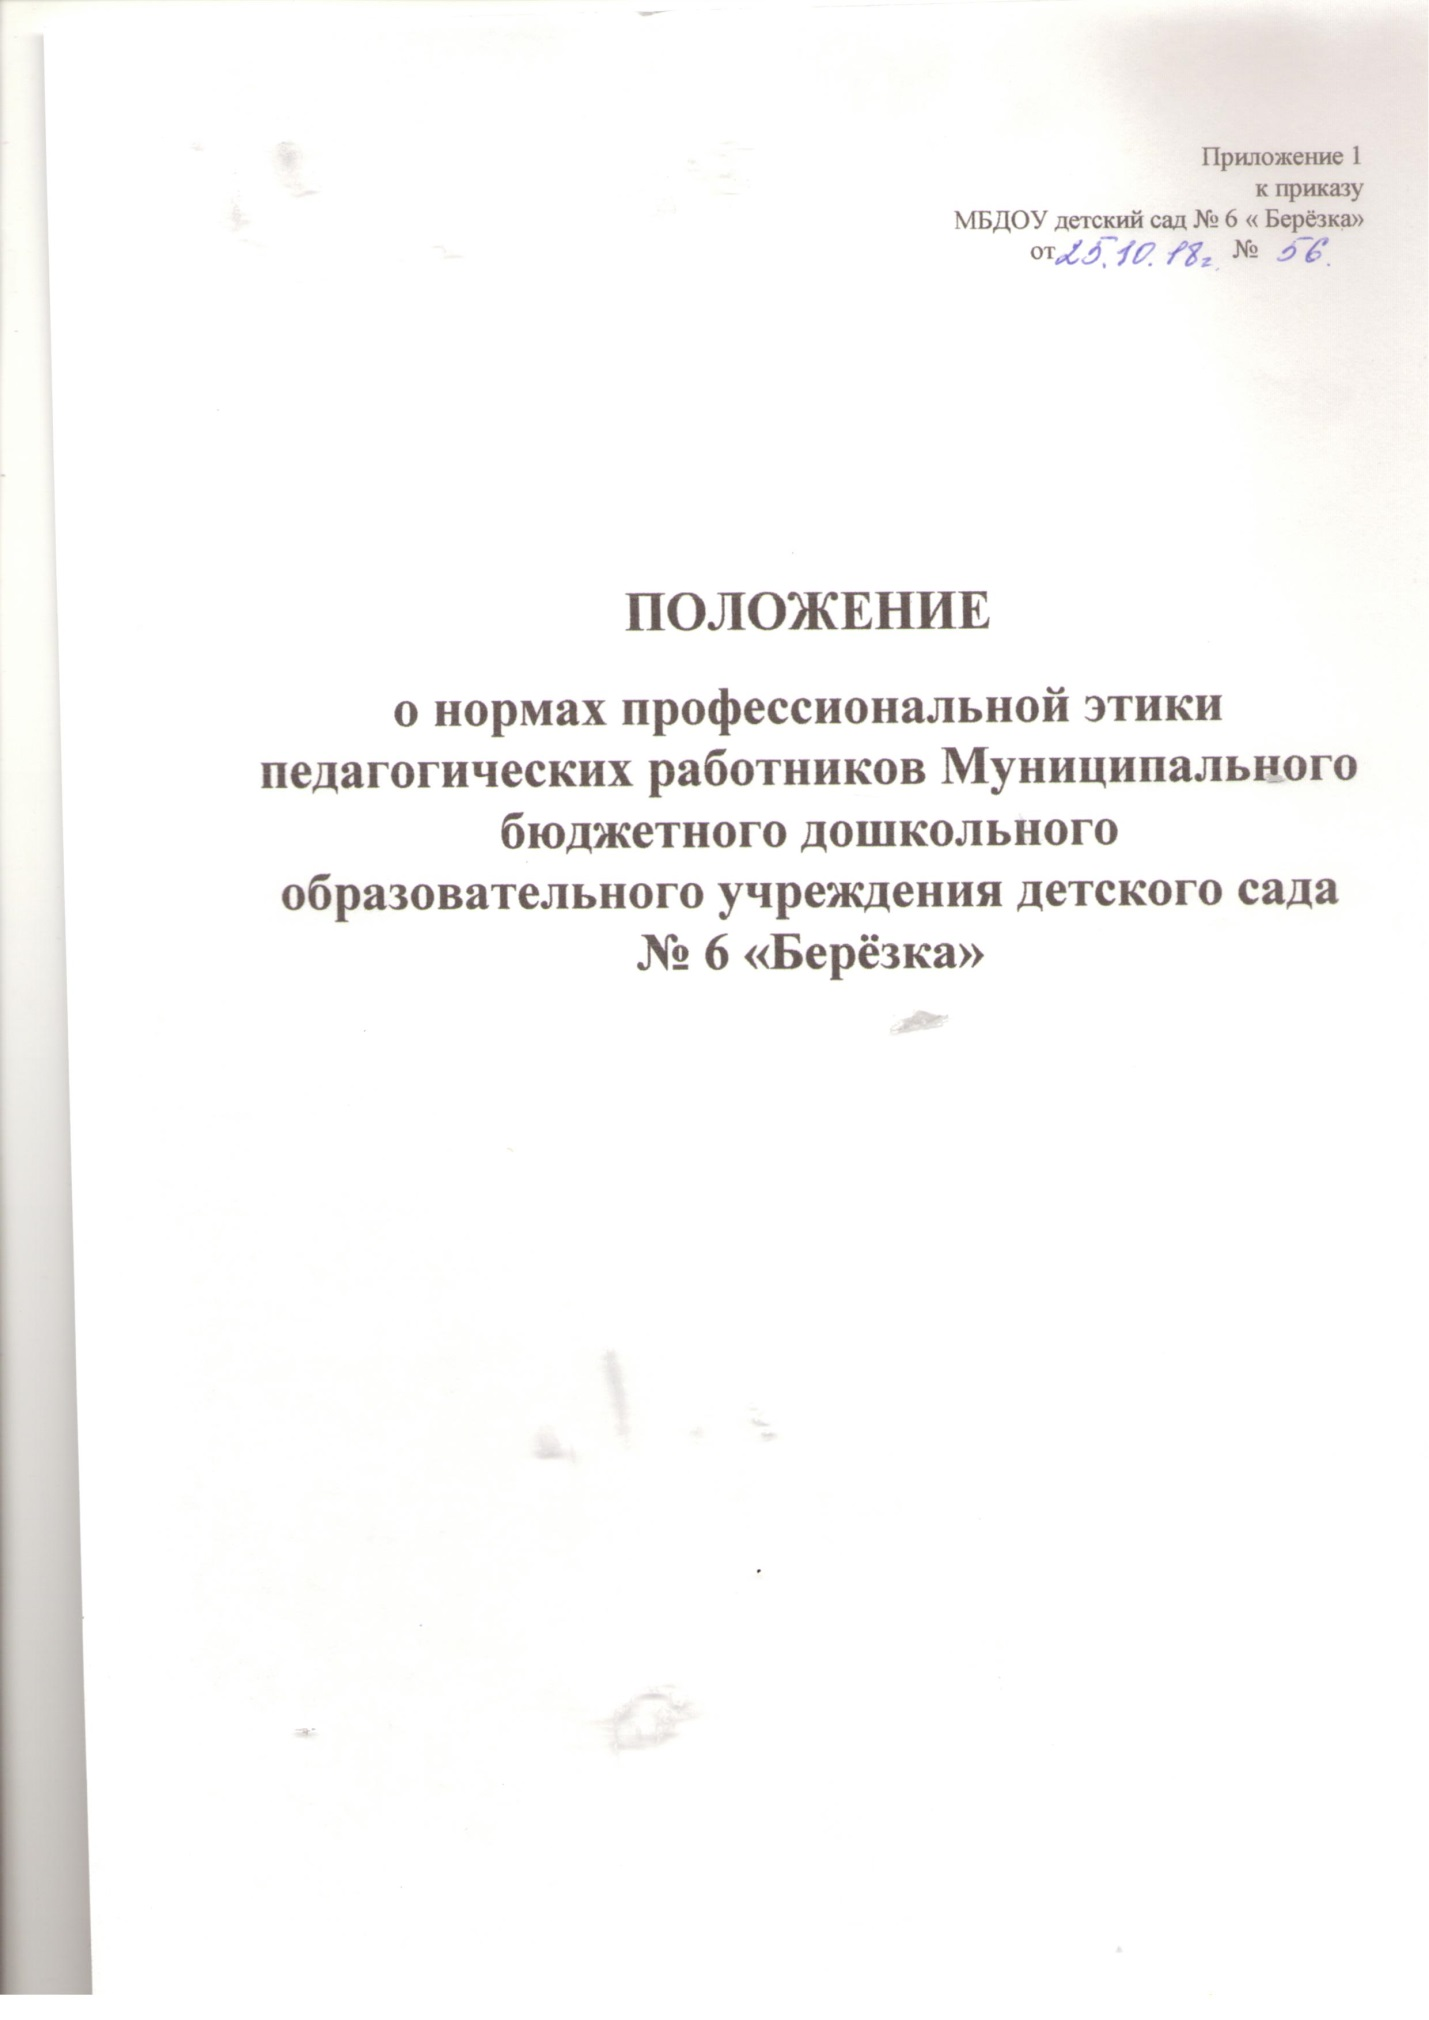 Приложение 1
к приказу
МБДОУ детский сад № 6 « Берёзка»
от 25.10.18г. № 56.
ПОЛОЖЕНИЕ
о нормах профессиональной этики
педагогических работников Муниципального
бюджетного дошкольного
образовательного учреждения детского сада
№ 6 «Берёзка»